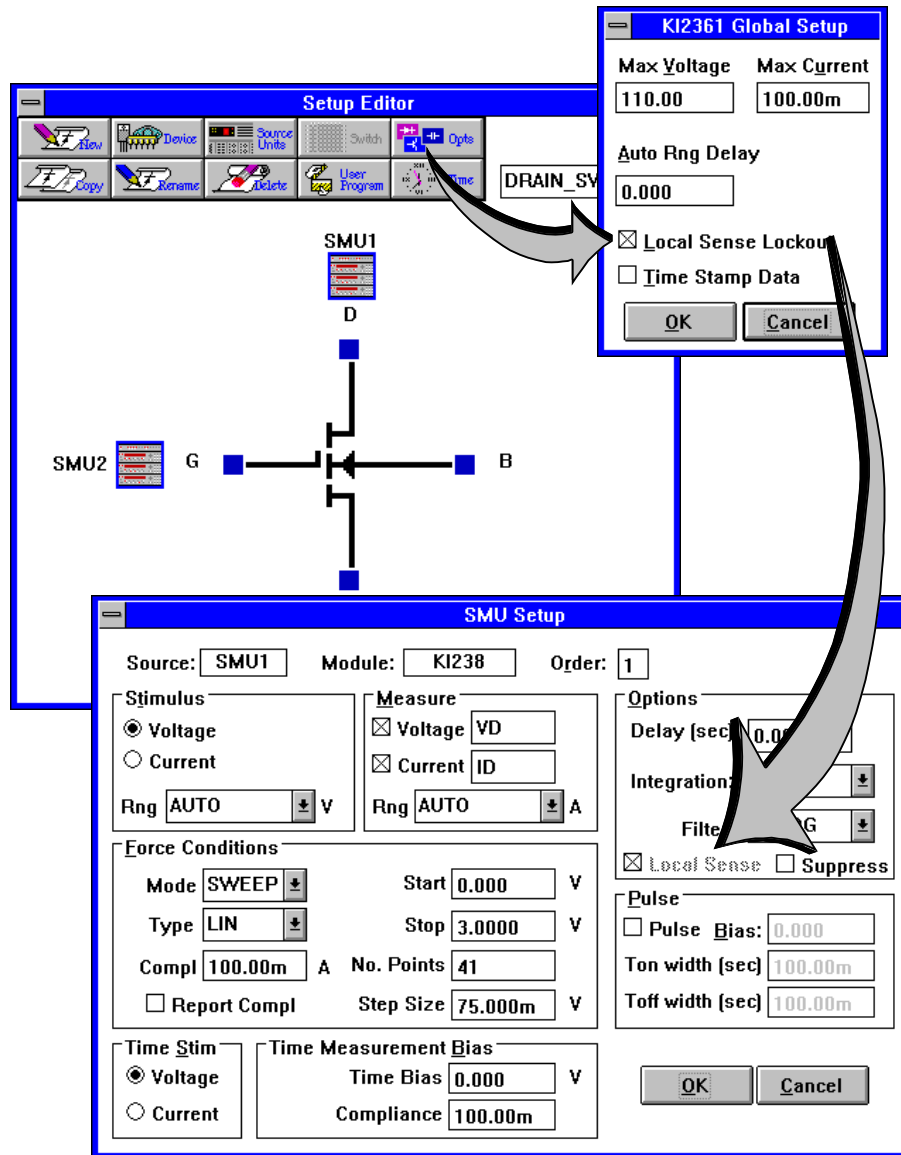 KI2361 Global Setup
Max Voltage Max Current
110.00 100.00m
Auto Rng Delay
0.000
Local Sense Lockout
Time Stamp Data
OK Cancel
Setup Editor
New Device Source Units Switch Opts
Copy Rename Delete User Program Time
DRAIN_SV
SMU1
D
SMU2 G B
SMU Setup
Source: SMU1 Module: KI238 Order: 1
Stimulus
Voltage
Current
Rng AUTO V
Measure
Voltage VD
Current ID
Rng AUTO A
Options
Delay (sec) 0.00
Integration:
Filter
G
Local Sense Suppress
Force Conditions
Mode SWEEP Start 0.000 V
Type LIN Stop 3.0000 V
Compl 100.00m A No. Points 41
Report Compl Step Size 75.000m V
Pulse
Pulse Bias: 0.000
Ton width (sec) 100.00m
Toff width (sec) 100.00m
Time Stim
Voltage
Current
Time Measurement Bias
Time Bias 0.000 V
Compliance 100.00m
OK Cancel